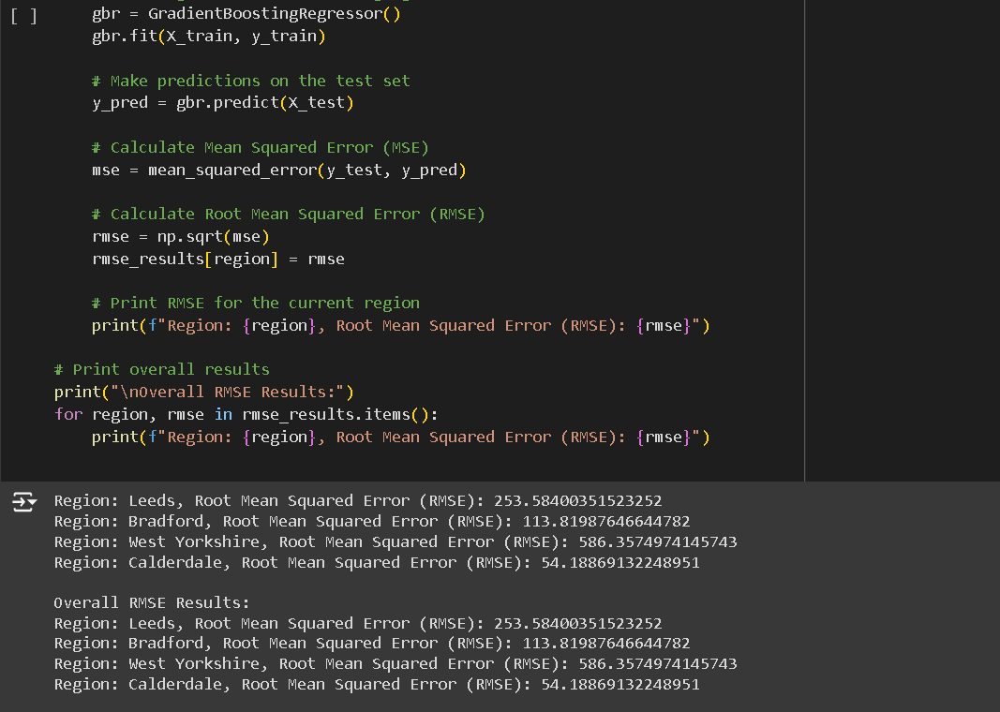 [ ]
gbr = GradientBoostingRegressor()
gbr.fit(X_train, y_train)
# Make predictions on the test set
y_pred = gbr.predict(X_test)
# Calculate Mean Squared Error (MSE)
mse = mean_squared_error(y_test, y_pred)
# Calculate Root Mean Squared Error (RMSE)
rmse = np.sqrt(mse)
rmse_results[region] = rmse
# Print RMSE for the current region
print(f"Region: {region}, Root Mean Squared Error (RMSE): {rmse}")
# Print overall results
print("\nOverall RMSE Results:")
for region, rmse in rmse_results.items():
print(f"Region: {region}, Root Mean Squared Error (RMSE): {rmse}")
Region: Leeds, Root Mean Squared Error (RMSE): 253.58400351523252
Region: Bradford, Root Mean Squared Error (RMSE): 113.81987646644782
Region: West Yorkshire, Root Mean Squared Error (RMSE): 586.3574974145743
Region: Calderdale, Root Mean Squared Error (RMSE): 54.18869132248951
Overall RMSE Results:
Region: Leeds, Root Mean Squared Error (RMSE): 253.58400351523252
Region: Bradford, Root Mean Squared Error (RMSE): 113.81987646644782
Region: West Yorkshire, Root Mean Squared Error (RMSE): 586.3574974145743
Region: Calderdale, Root Mean Squared Error (RMSE): 54.18869132248951